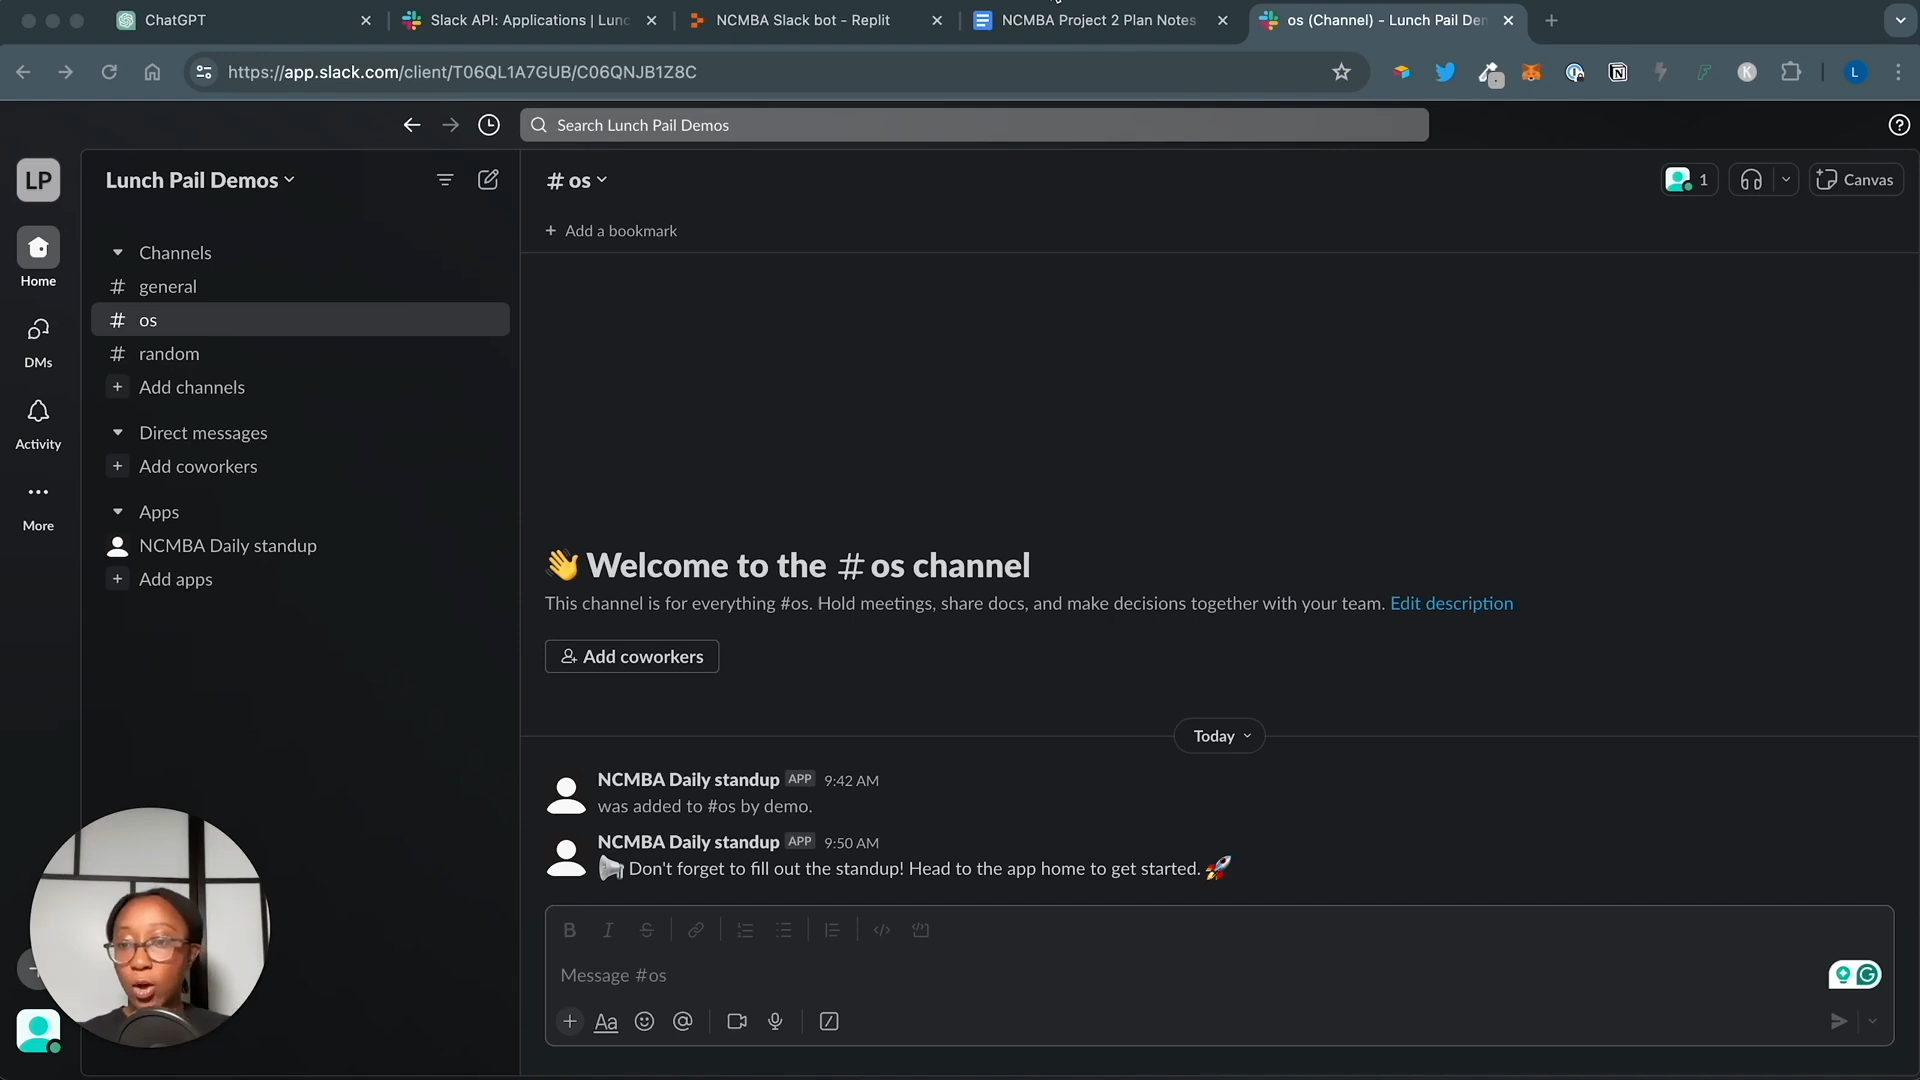 ChatGPT
Slack API: Applications | Lunc
NCMBA Slack bot - Replit
NCMBA Project 2 Plan Notes
os (Channel) - Lunch Pail Dem
https://app.slack.com/client/T06QL1A7GUB/C06QNJB1Z8C
L
Search Lunch Pail Demos
LP
Lunch Pail Demos
# os
1
Canvas
+ Add a bookmark
Home
DMs
Activity
More
Channels
# general
# os
# random
+ Add channels
Direct messages
+ Add coworkers
Apps
NCMBA Daily standup
+ Add apps
👋 Welcome to the # os channel
This channel is for everything #os. Hold meetings, share docs, and make decisions together with your team. Edit description
Add coworkers
Today
NCMBA Daily standup APP 9:42 AM
was added to #os by demo.
NCMBA Daily standup APP 9:50 AM
📢 Don't forget to fill out the standup! Head to the app home to get started. 🚀
Message #os
Aa